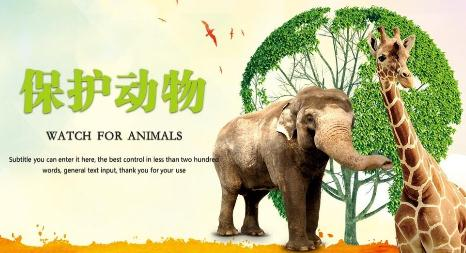 保护动物
WATCH FOR ANIMALS
Subtitle you can enter it here, the best control in less than two hundred
words, general text input, thank you for your use